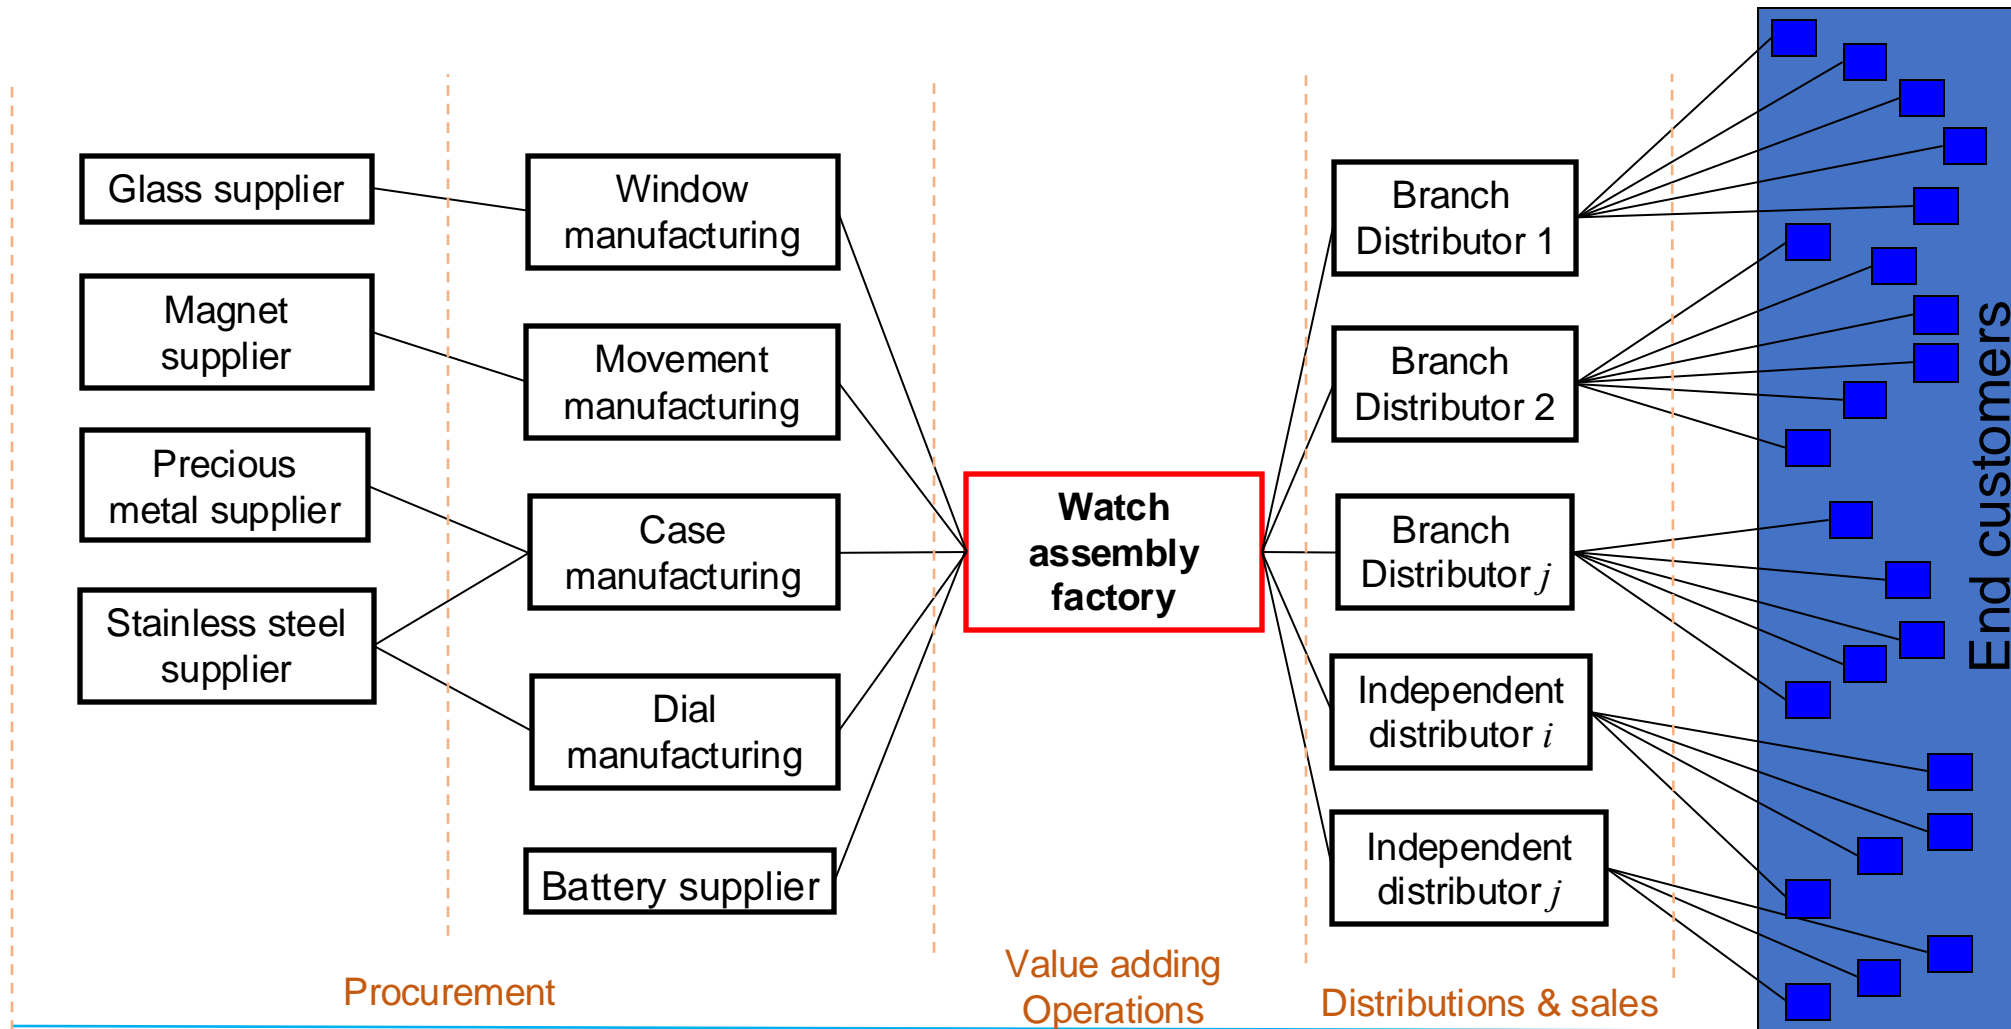 Glass supplier
Magnet
supplier
Precious
metal supplier
Stainless steel
supplier
Window
manufacturing
Movement
manufacturing
Case
manufacturing
Dial
manufacturing
Battery supplier
Watch
assembly
factory
Branch
Distributor 1
Branch
Distributor 2
Branch
Distributor j
Independent
distributor i
Independent
distributor j
End customers
Procurement
Value adding
Operations
Distributions & sales